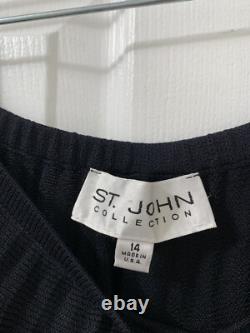 ST. JOHN
COLLECTION
14
MADE IN
U.S.A.